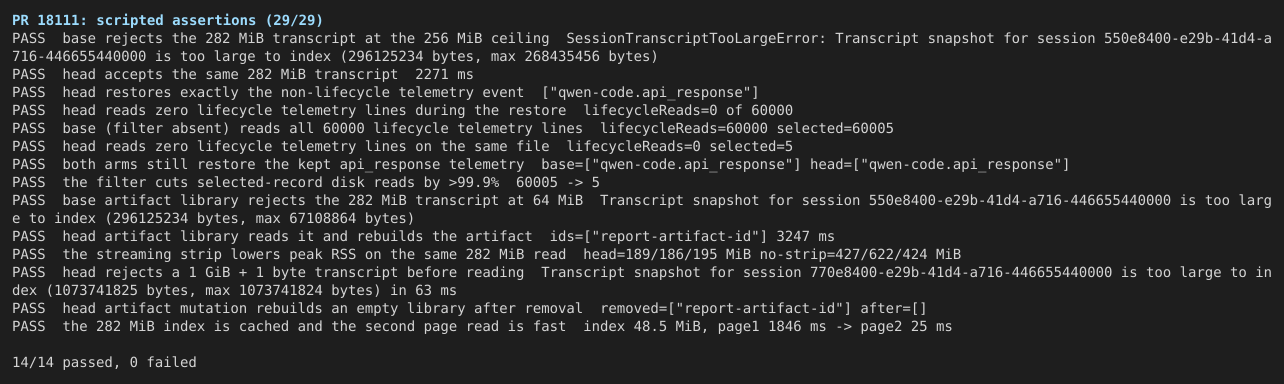 PR 18111: scripted assertions (29/29)
PASS  base rejects the 282 MiB transcript at the 256 MiB ceiling  SessionTranscriptTooLargeError: Transcript snapshot for session 550e8400-e29b-41d4-a
716-446655440000 is too large to index (296125234 bytes, max 268435456 bytes)
PASS  head accepts the same 282 MiB transcript  2271 ms
PASS  head restores exactly the non-lifecycle telemetry event  ["qwen-code.api_response"]
PASS  head reads zero lifecycle telemetry lines during the restore  lifecycleReads=0 of 60000
PASS  base (filter absent) reads all 60000 lifecycle telemetry lines  lifecycleReads=60000 selected=60005
PASS  head reads zero lifecycle telemetry lines on the same file  lifecycleReads=0 selected=5
PASS  both arms still restore the kept api_response telemetry  base=["qwen-code.api_response"] head=["qwen-code.api_response"]
PASS  the filter cuts selected-record disk reads by >99.9%  60005 -> 5
PASS  base artifact library rejects the 282 MiB transcript at 64 MiB  Transcript snapshot for session 550e8400-e29b-41d4-a716-446655440000 is too larg
e to index (296125234 bytes, max 67108864 bytes)
PASS  head artifact library reads it and rebuilds the artifact  ids=["report-artifact-id"] 3247 ms
PASS  the streaming strip lowers peak RSS on the same 282 MiB read  head=189/186/195 MiB no-strip=427/622/424 MiB
PASS  head rejects a 1 GiB + 1 byte transcript before reading  Transcript snapshot for session 770e8400-e29b-41d4-a716-446655440000 is too large to in
dex (1073741825 bytes, max 1073741824 bytes) in 63 ms
PASS  head artifact mutation rebuilds an empty library after removal  removed=["report-artifact-id"] after=[]
PASS  the 282 MiB index is cached and the second page read is fast  index 48.5 MiB, page1 1846 ms -> page2 25 ms
14/14 passed, 0 failed